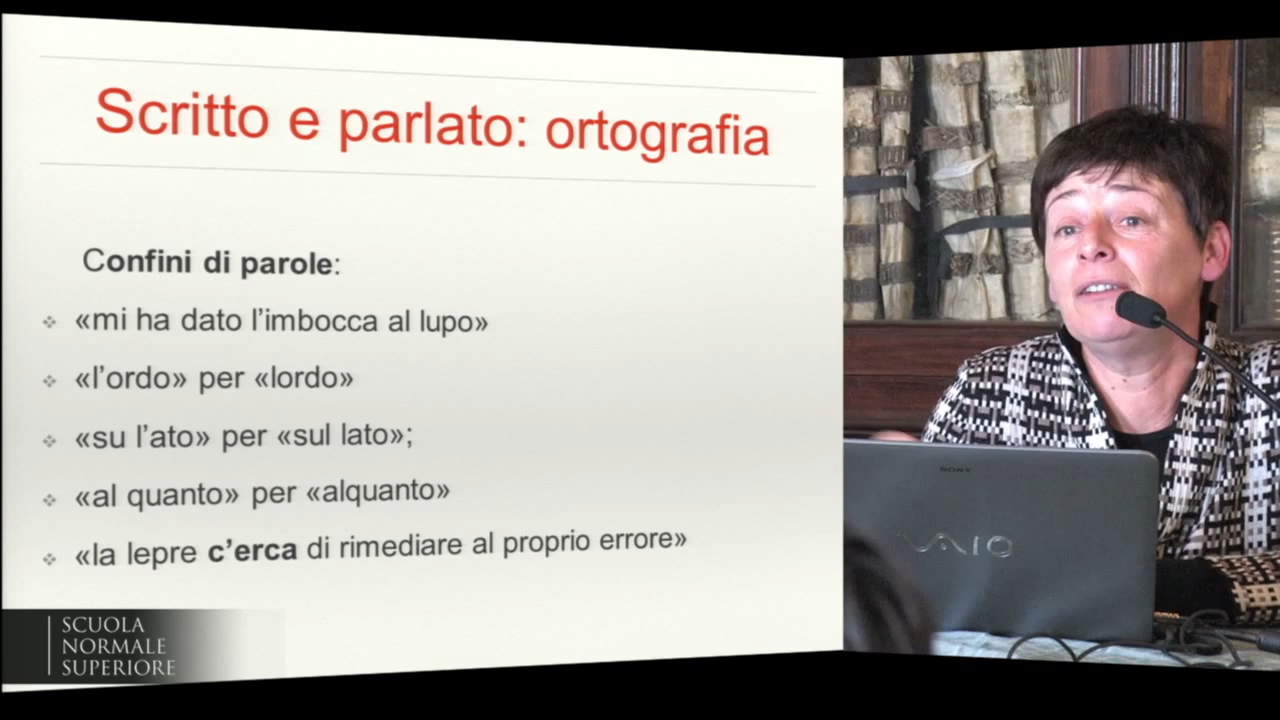 Scritto e parlato: ortografia
Confini di parole:
«mi ha dato l’imbocca al lupo»
«l’ordo» per «lordo»
«su l’ato» per «sul lato»;
«al quanto» per «alquanto»
«la lepre c’erca di rimediare al proprio errore»
SCUOLA
NORMALE
SUPERIORE
SONY
VAIO